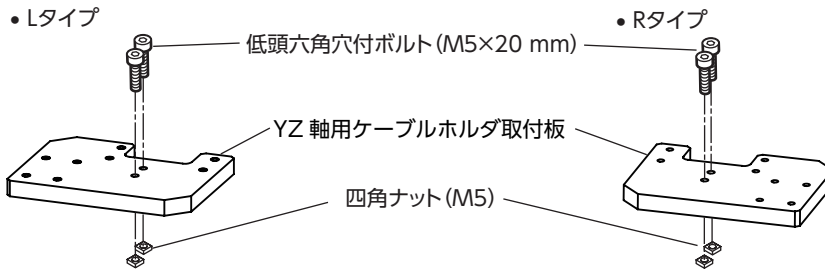 • Lタイプ
• Rタイプ
低頭六角穴付ボルト(M5×20 mm)
YZ 軸用ケーブルホルダ取付板
四角ナット(M5)